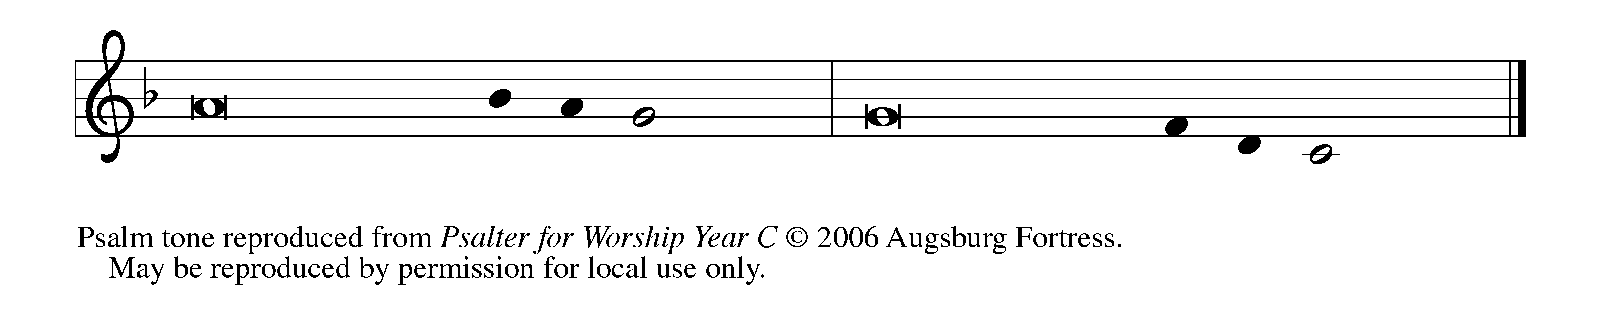 Psalm tone reproduced from Psalter for Worship Year C © 2006 Augsburg Fortress.
May be reproduced by permission for local use only.